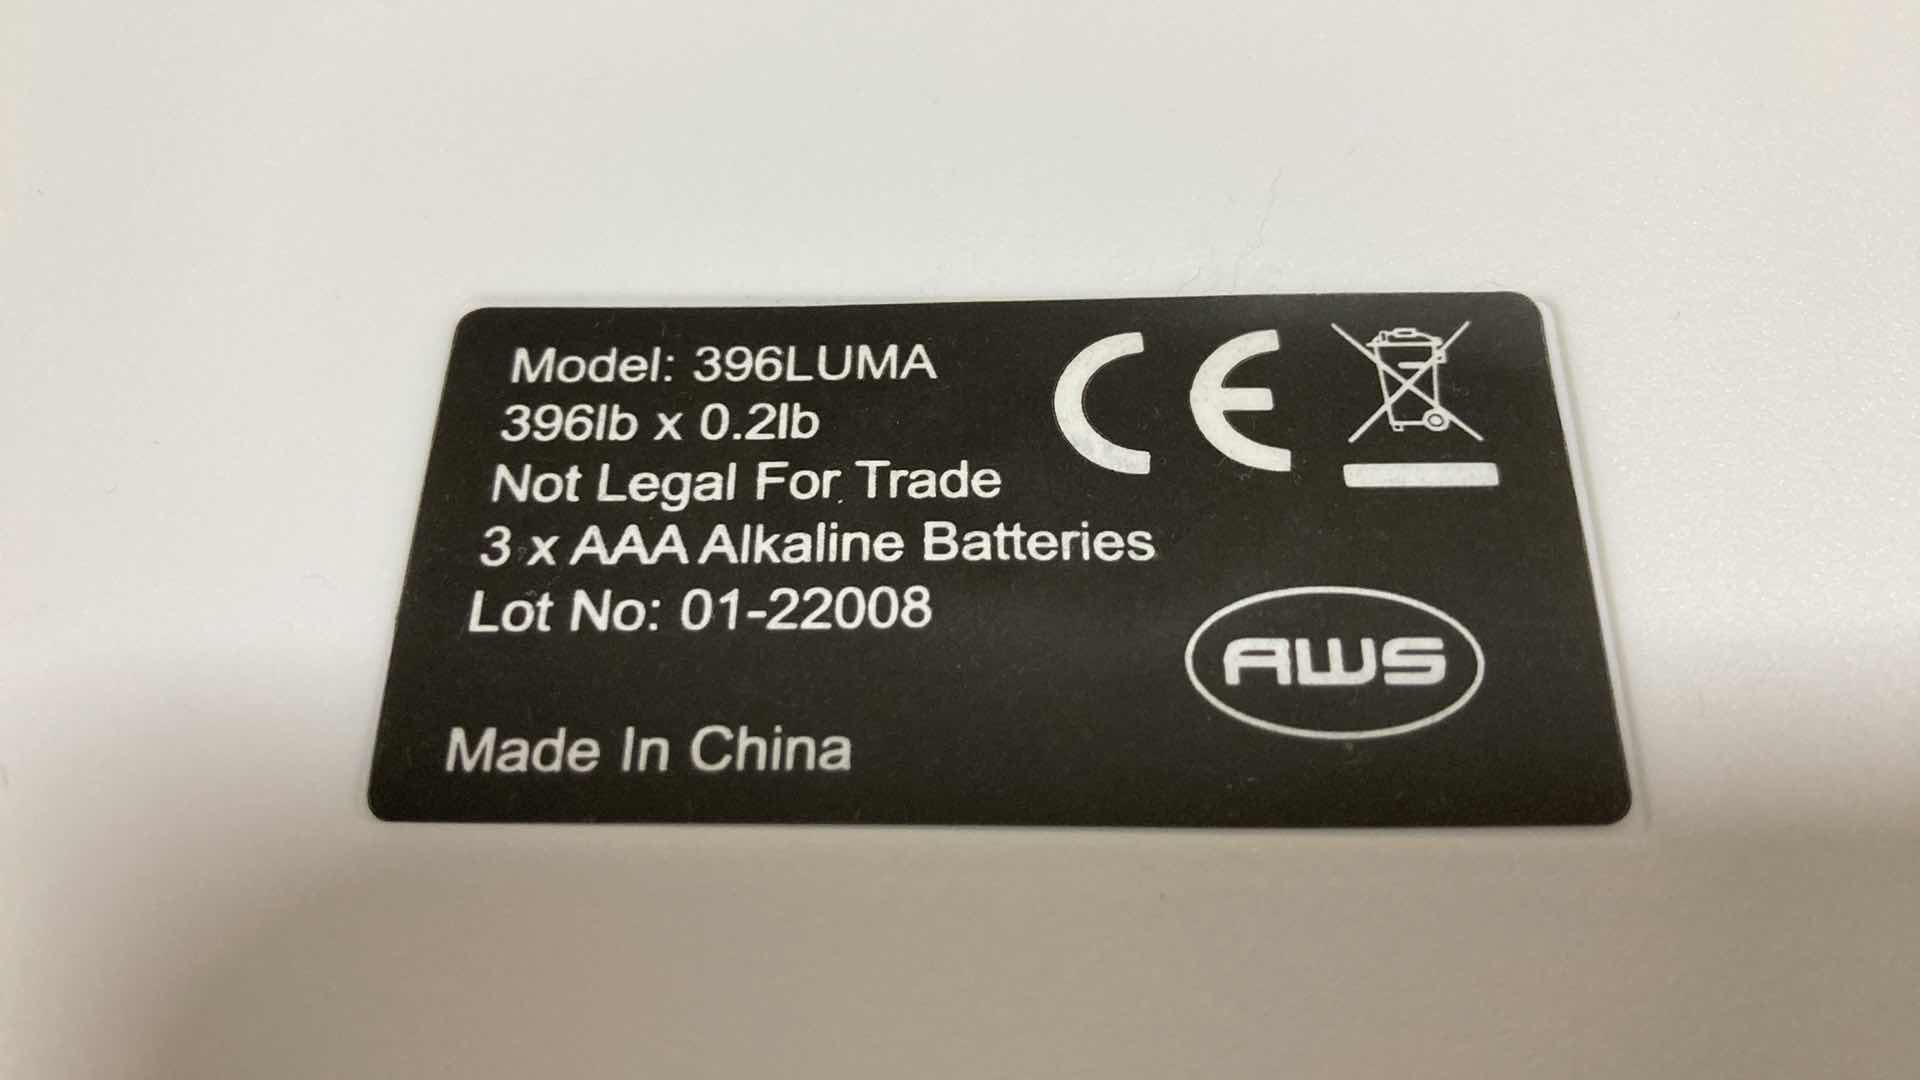 Model: 396LUMA
396lb x 0.2lb
Not Legal For Trade
3 x AAA Alkaline Batteries
Lot No: 01-22008
Made In China
CE
AWS